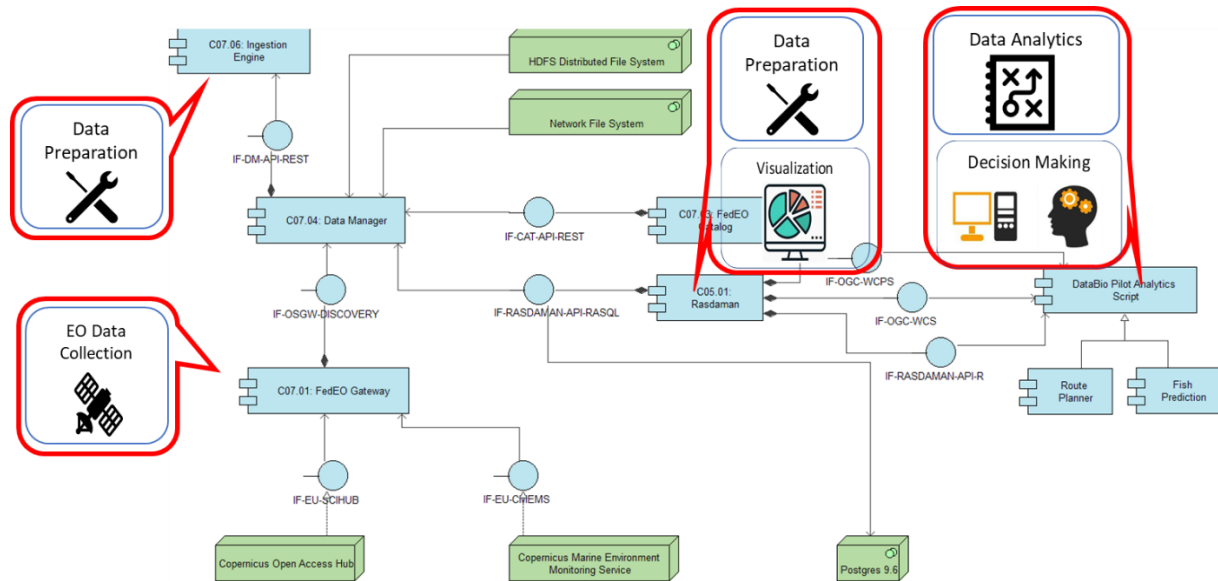 C07.06: Ingestion
Engine
HDFS Distributed File System
Data
Preparation
Data Analytics
Network File System
Data
Preparation
IF-DM-API-REST
Visualization
Decision Making
C07.04: Data Manager
IF-CAT-API-REST
C07.03: FedEO
Catalog
IF-OGC-WCPS
IF-OSGW-DISCOVERY
IF-RASDAMAN-API-RASQL
C05.01:
Rasdaman
IF-OGC-WCS
DataBio Pilot Analytics
Script
EO Data
Collection
IF-RASDAMAN-API-R
C07.01: FedEO Gateway
Route
Planner
Fish
Prediction
IF-EU-SCIHUB
IF-EU-CMEMS
Copernicus Open Access Hub
Copernicus Marine Environment
Monitoring Service
Postgres 9.6